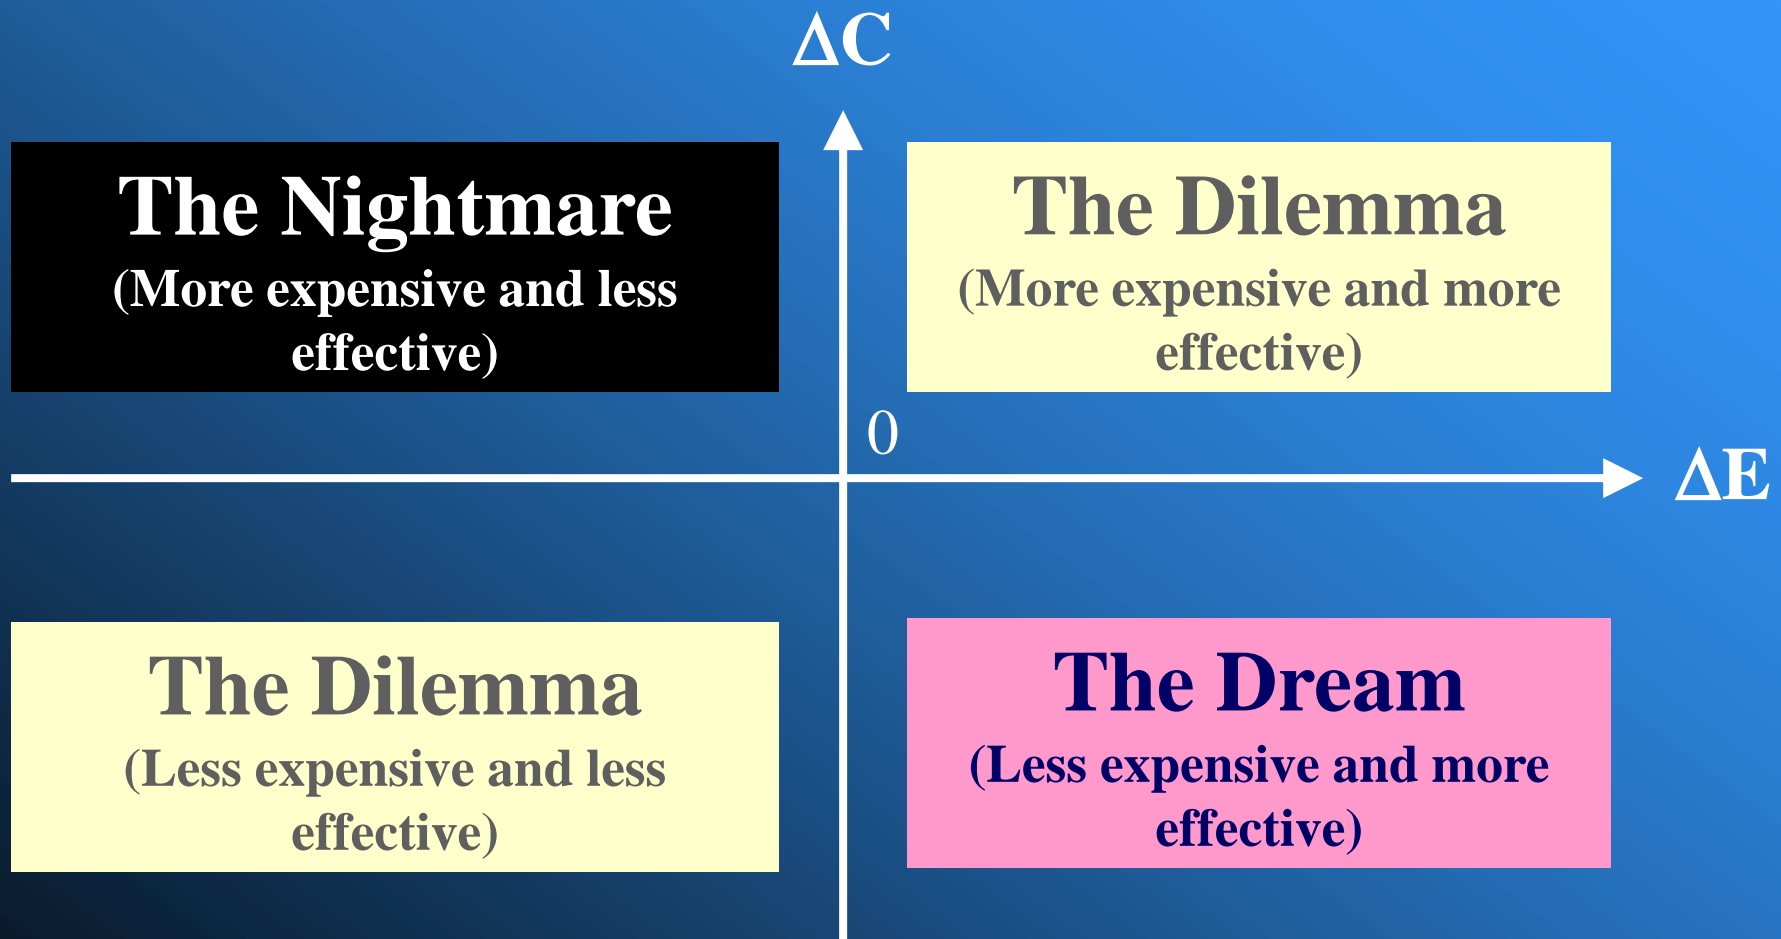 ΔC
The Nightmare
(More expensive and less
effective)
The Dilemma
(More expensive and more
effective)
0
ΔE
The Dilemma
(Less expensive and less
effective)
The Dream
(Less expensive and more
effective)